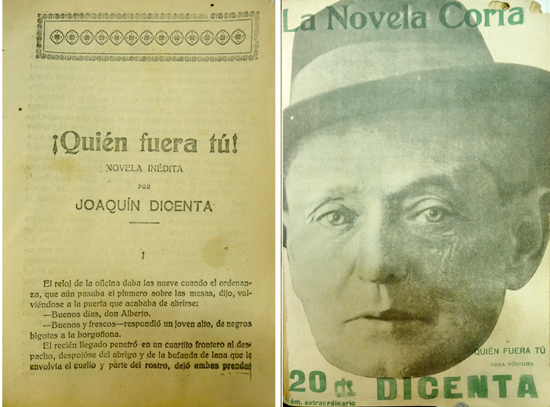 ¡Quién fuera tú!
NOVELA INÉDITA
POR
JOAQUÍN DICENTA
I
El reloj de la oficina daba las nueve cuando el ordenan-
za, que aún pasaba el plumero sobre las mesas, dijo, vol-
viéndose a la puerta que acababa de abrirse:
—Buenos días, don Alberto.
—Buenos y frescos—respondió un joven alto, de negros
bigotes a la borgoñona.
El recién llegado penetró en un cuartito frontero al des-
pacho, despojóse del abrigo y de la bufanda de lana que le
envolvía el cuello y parte del rostro, dejó ambas prendas
La Novela Corta
QUIÉN FUERA TÚ
OBRA PÓSTUMA
20 cts.
DICENTA
Núm. extraordinario